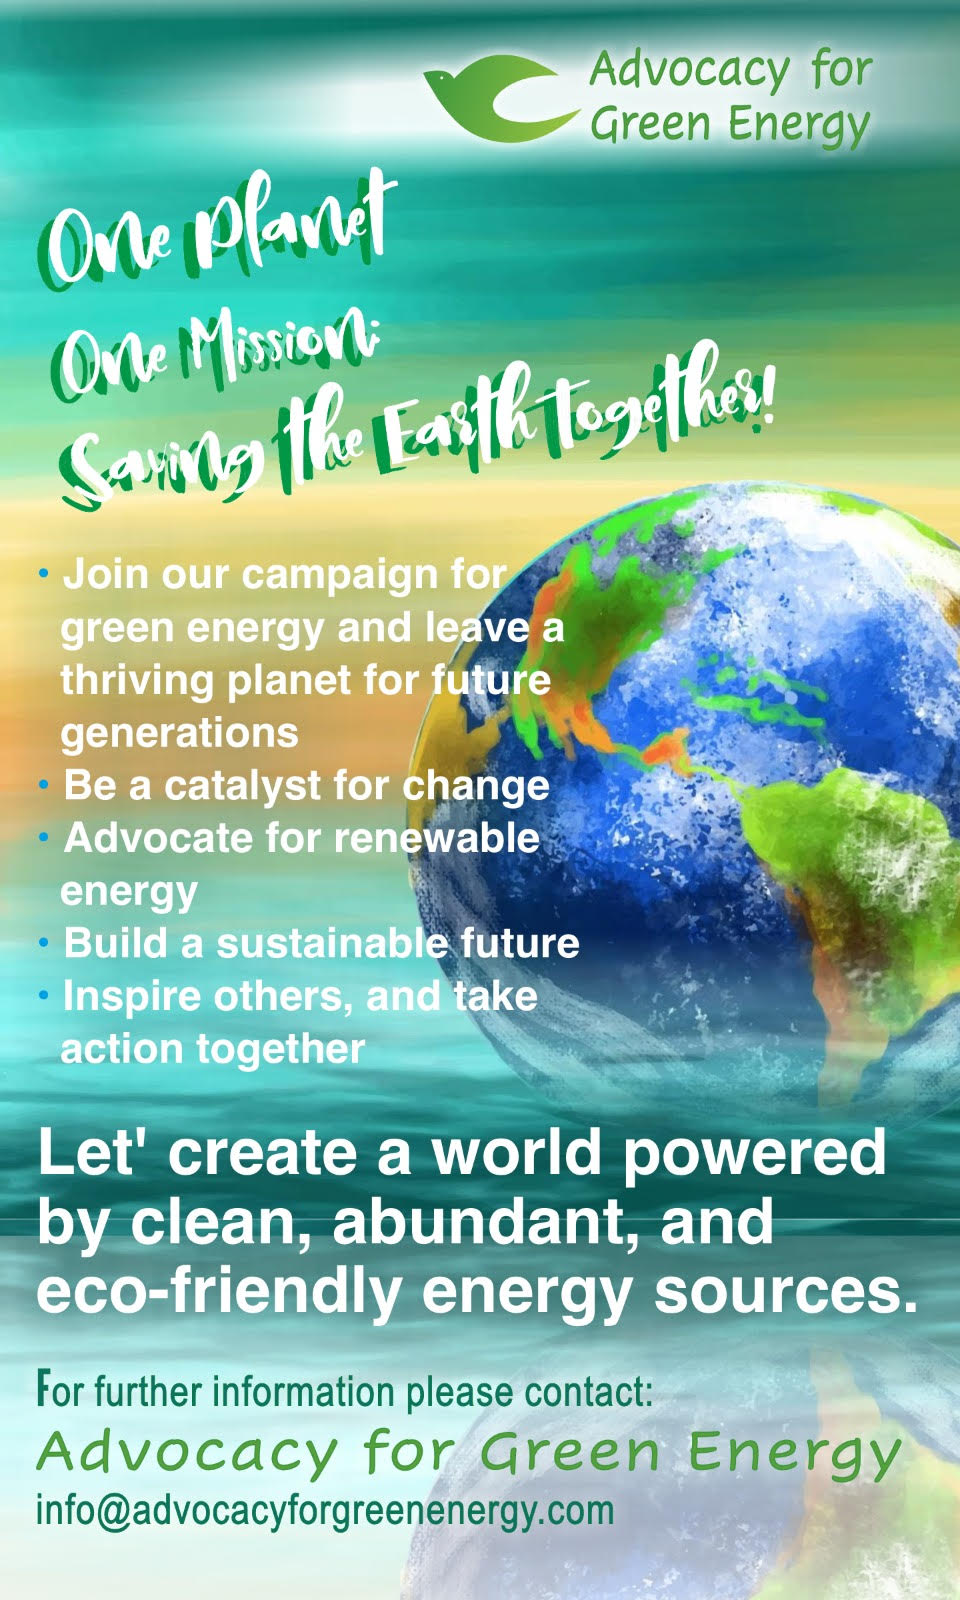 Advocacy for
Green Energy
One Planet
One Mission:
Saving the Earth Together!
• Join our campaign for
green energy and leave a
thriving planet for future
generations
• Be a catalyst for change
• Advocate for renewable
energy
• Build a sustainable future
• Inspire others, and take
action together
Let' create a world powered
by clean, abundant, and
eco-friendly energy sources.
For further information please contact:
Advocacy for Green Energy
info@advocacyforgreenenergy.com